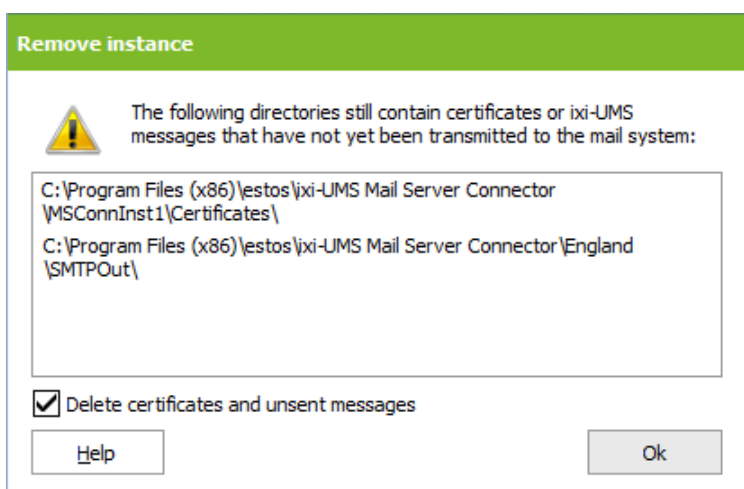 Remove instance
The following directories still contain certificates or ixi-UMS
messages that have not yet been transmitted to the mail system:
C:\Program Files (x86)\estos\ixi-UMS Mail Server Connector
\MSConnInst1\Certificates\
C:\Program Files (x86)\estos\ixi-UMS Mail Server Connector\England
\SMTPOut\
Delete certificates and unsent messages
Help
Ok